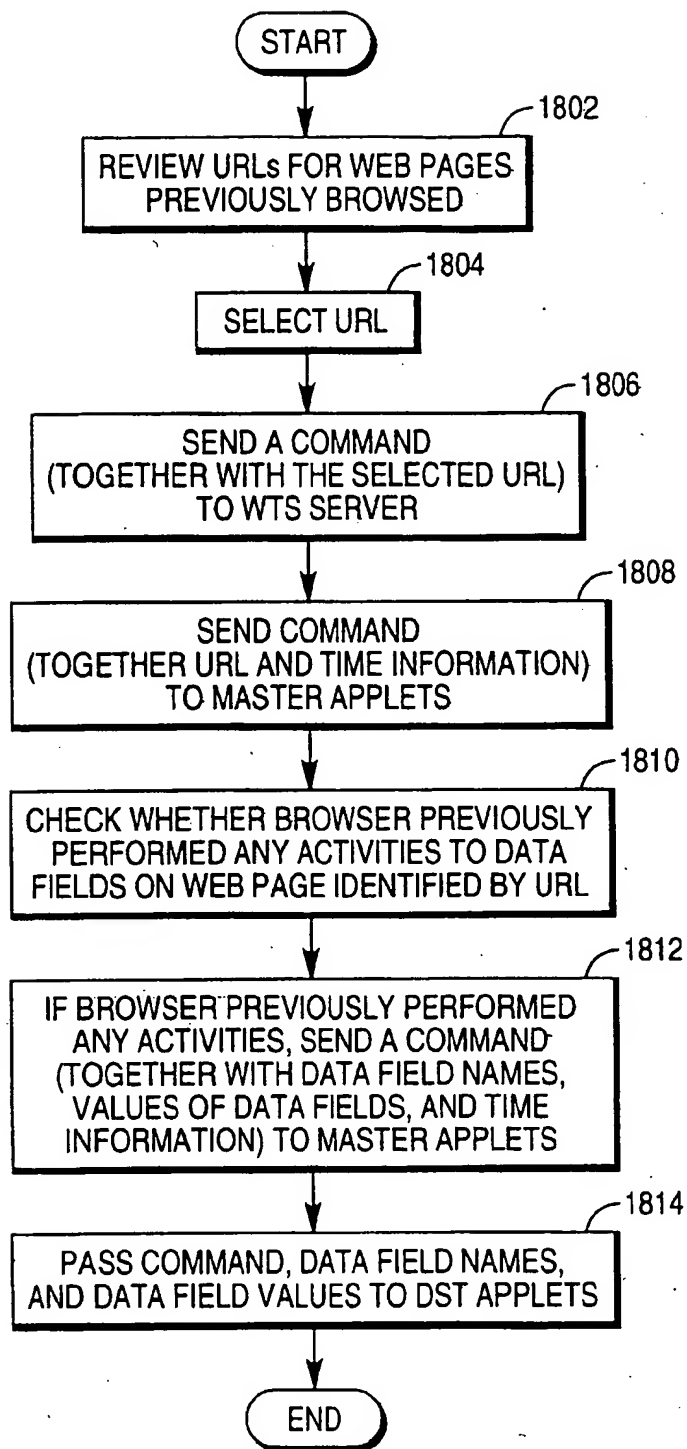 START
1802
REVIEW URLs FOR WEB PAGES
PREVIOUSLY BROWSED
1804
SELECT URL
1806
SEND A COMMAND
(TOGETHER WITH THE SELECTED URL)
TO WTS SERVER
1808
SEND COMMAND
(TOGETHER URL AND TIME INFORMATION)
TO MASTER APPLETS
1810
CHECK WHETHER BROWSER PREVIOUSLY
PERFORMED ANY ACTIVITIES TO DATA
FIELDS ON WEB PAGE IDENTIFIED BY URL
1812
IF BROWSER PREVIOUSLY PERFORMED
ANY ACTIVITIES, SEND A COMMAND
(TOGETHER WITH DATA FIELD NAMES,
VALUES OF DATA FIELDS, AND TIME
INFORMATION) TO MASTER APPLETS
1814
PASS COMMAND, DATA FIELD NAMES,
AND DATA FIELD VALUES TO DST APPLETS
END